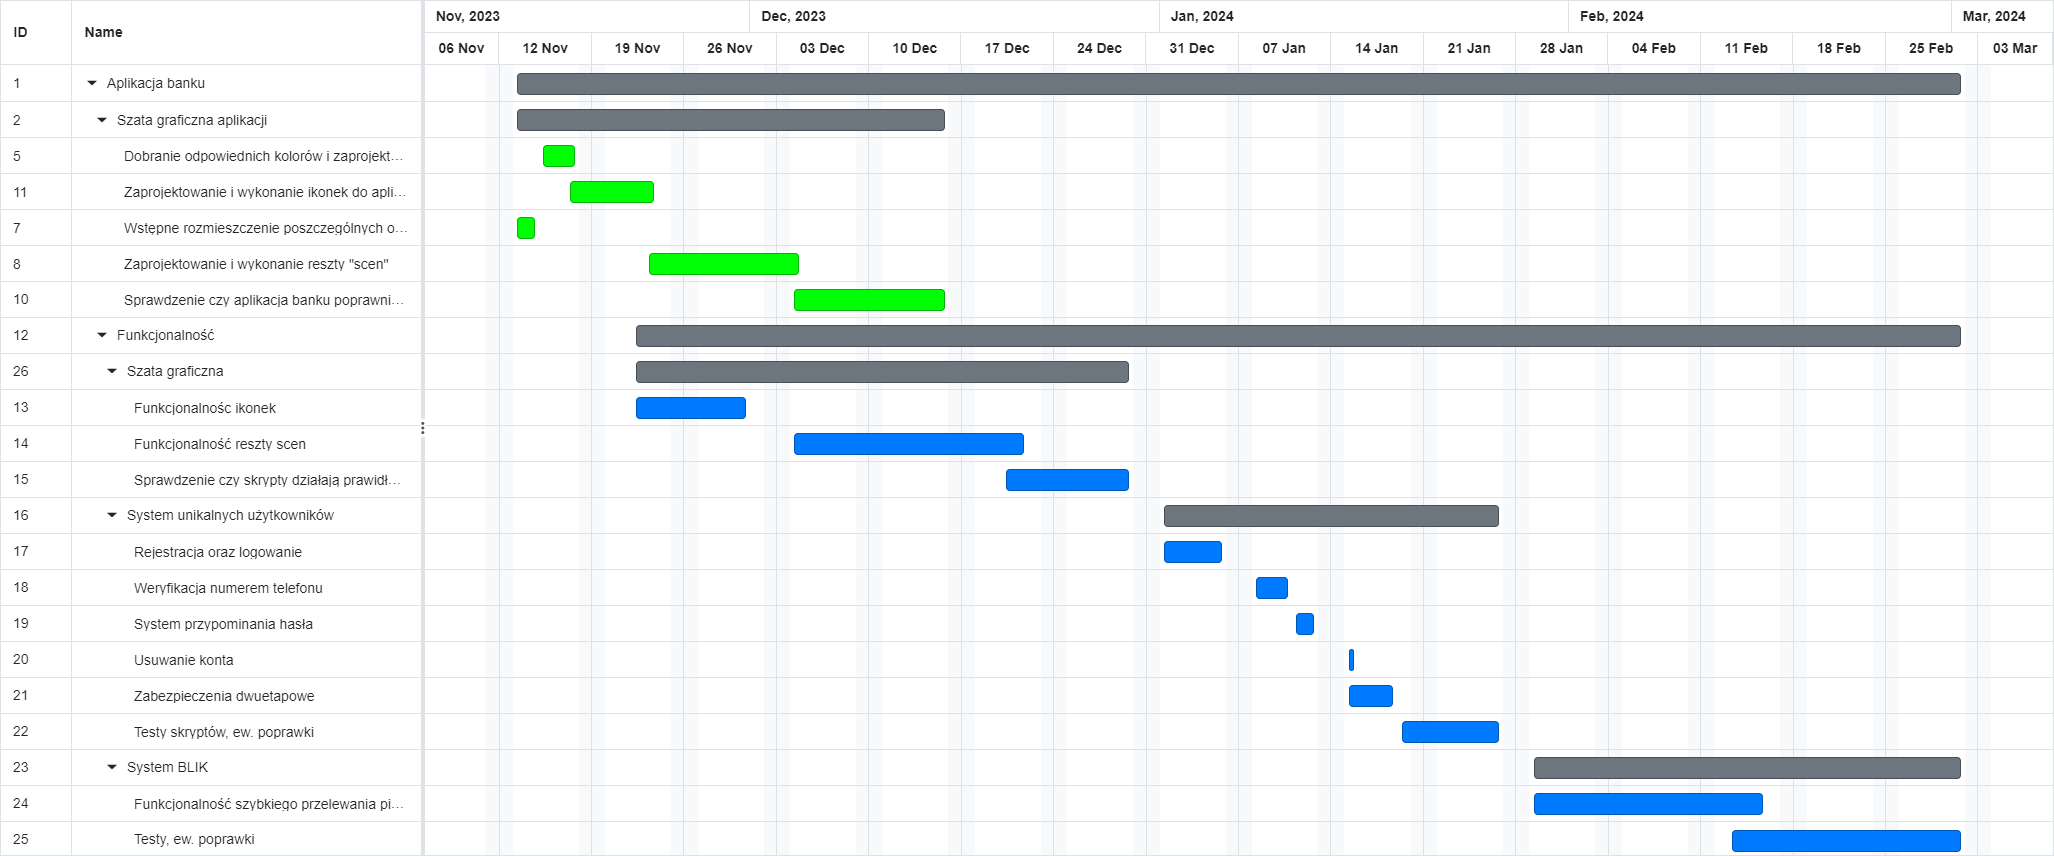 ID Name Nov, 2023 Dec, 2023 Jan, 2024 Feb, 2024 Mar, 2024
06 Nov 12 Nov 19 Nov 26 Nov 03 Dec 10 Dec 17 Dec 24 Dec 31 Dec 07 Jan 14 Jan 21 Jan 28 Jan 04 Feb 11 Feb 18 Feb 25 Feb 03 Mar
1 Aplikacja banku
2 Szata graficzna aplikacji
5 Dobranie odpowiednich kolorów i zaprojekt...
11 Zaprojektowanie i wykonanie ikonek do apli...
7 Wstępne rozmieszczenie poszczególnych o...
8 Zaprojektowanie i wykonanie reszty "scen"
10 Sprawdzenie czy aplikacja banku poprawni...
12 Funkcjonalność
26 Szata graficzna
13 Funkcjonalnośc ikonek
14 Funkcjonalność reszty scen
15 Sprawdzenie czy skrypty działają prawidł...
16 System unikalnych użytkowników
17 Rejestracja oraz logowanie
18 Weryfikacja numerem telefonu
19 System przypominania hasła
20 Usuwanie konta
21 Zabezpieczenia dwuetapowe
22 Testy skryptów, ew. poprawki
23 System BLIK
24 Funkcjonalność szybkiego przelewania pi...
25 Testy, ew. poprawki